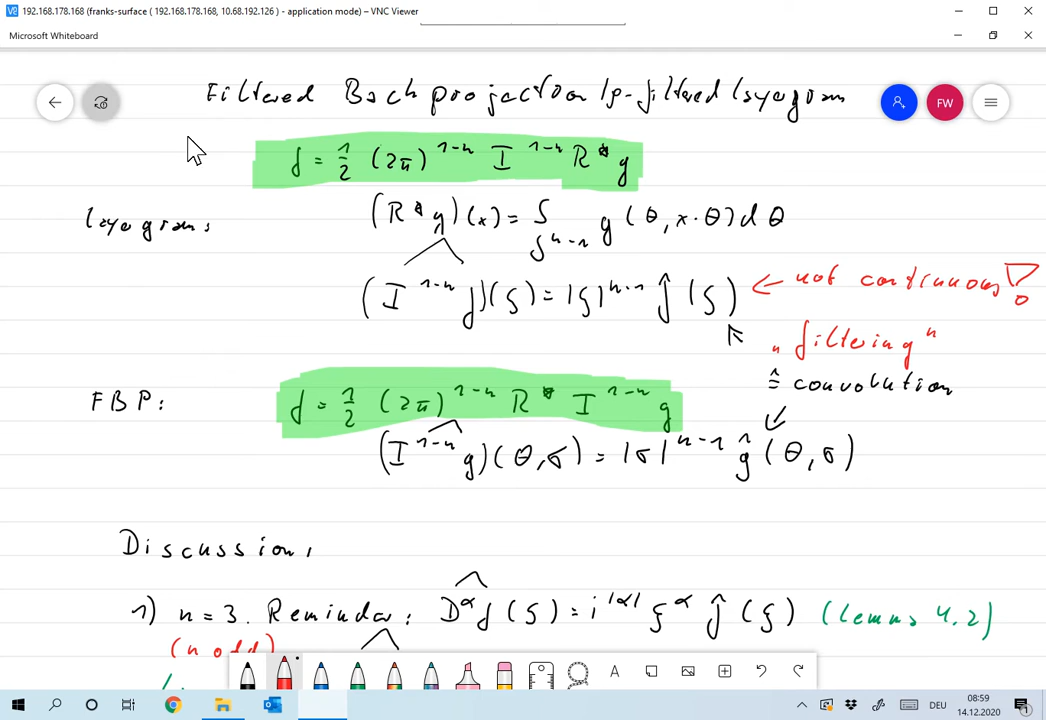 192.168.178.168 (franks-surface ( 192.168.178.168, 10.68.192.126 ) - application mode) – VNC Viewer
Microsoft Whiteboard
Filtered Backprojection / ρ-filtered layergram
FW
f = 1/2 (2π)^{1-n} I^{1-n} R* g
layergram:
(R* g)(x) = ∫_{S^{n-1}} g(θ, x·θ) dθ
(I^{1-n} f)^(ξ) = |ξ|^{n-1} f̂(ξ) ← not continuous!
"filtering"
≙ convolution
FBP:
f = 1/2 (2π)^{1-n} R* I^{1-n} g
(I^{1-n} g)^(θ,σ) = |σ|^{n-1} ĝ(θ,σ)
Discussion:
1) n = 3. Reminder: (D^α f)^(ξ) = i^{|α|} ξ^α f̂(ξ) (lemma 4.2)
(n odd)
A
DEU
08:59
14.12.2020